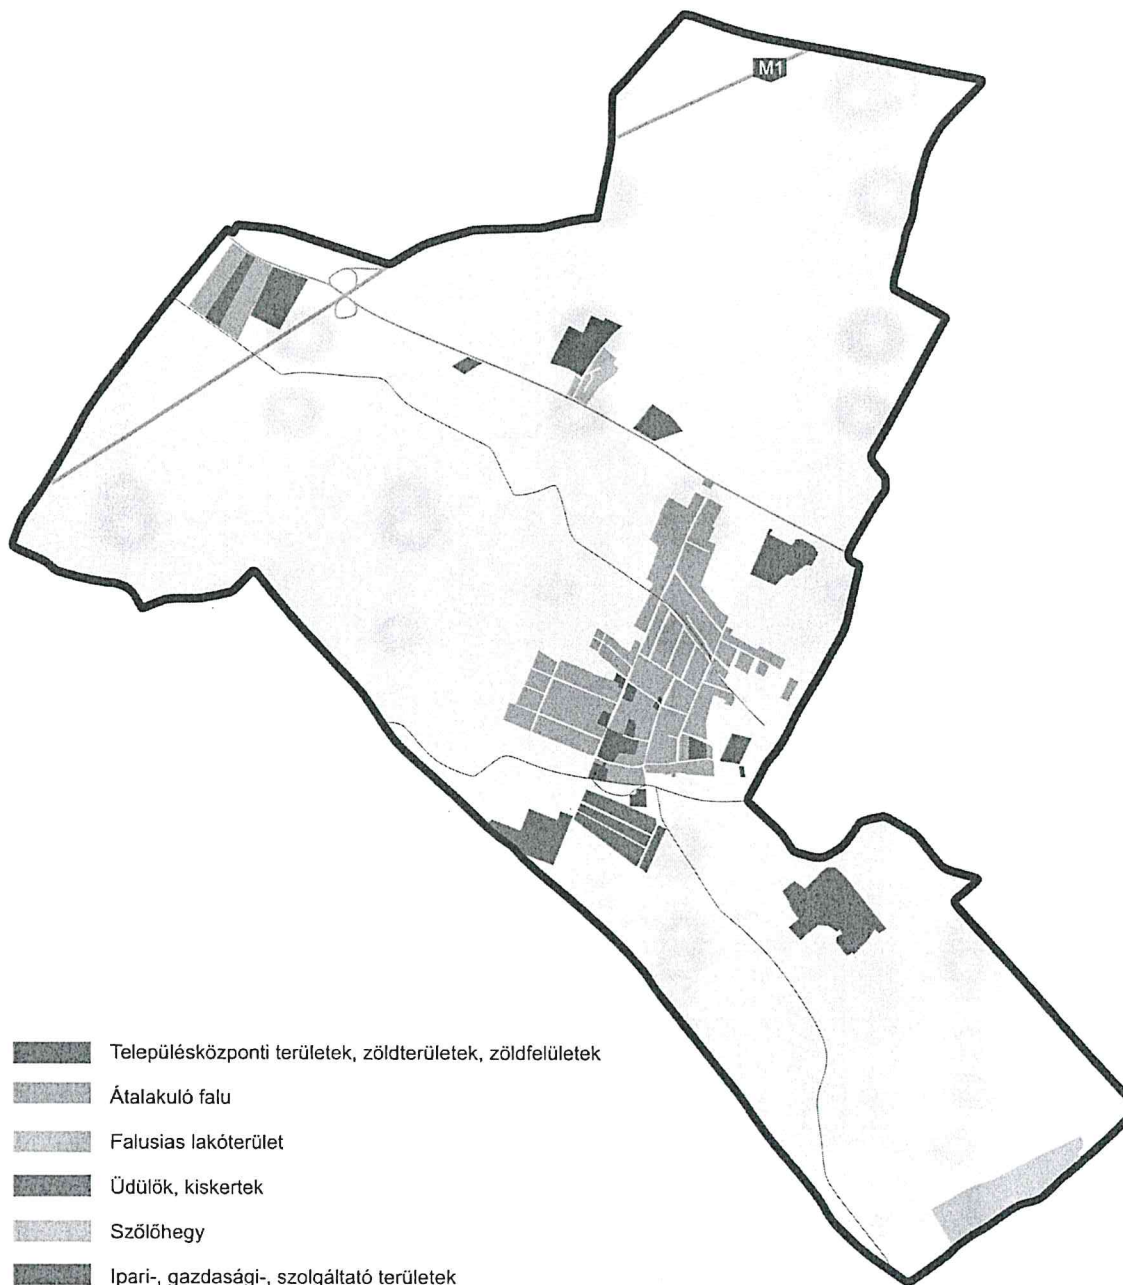 M1
Településközponti területek, zöldterületek, zöldfelületek
Átalakuló falu
Falusias lakóterület
Üdülők, kiskertek
Szőlőhegy
Ipari-, gazdasági-, szolgáltató területek